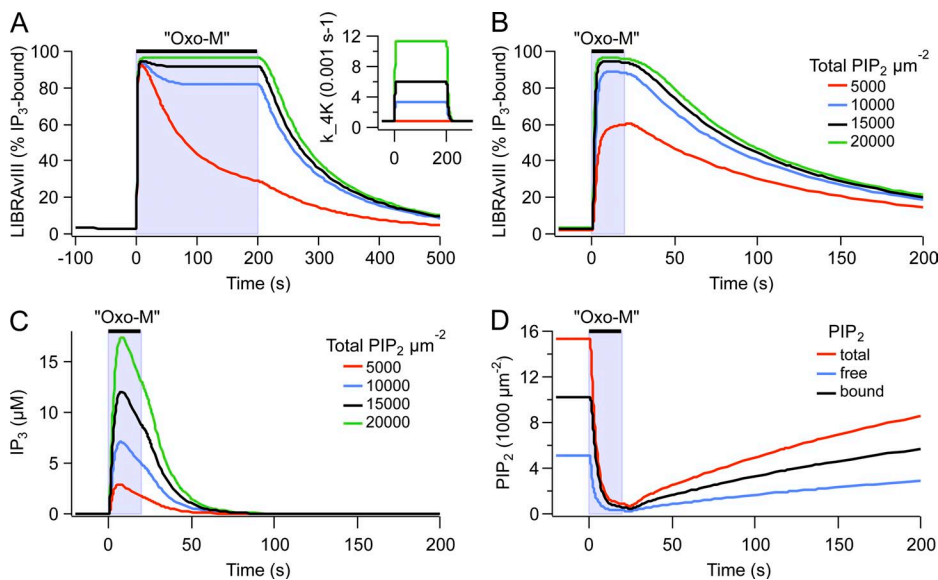 A
"Oxo-M"
LIBRAvIII (% IP3-bound)
100
80
60
40
20
0
-100 0 100 200 300 400 500
Time (s)
k_4K (0.001 s-1)
12
8
4
0
0 200
B
"Oxo-M"
LIBRAvIII (% IP3-bound)
100
80
60
40
20
0
0 50 100 150 200
Time (s)
Total PIP2 µm-2
5000
10000
15000
20000
C
"Oxo-M"
IP3 (µM)
15
10
5
0
0 50 100 150 200
Time (s)
Total PIP2 µm-2
5000
10000
15000
20000
D
"Oxo-M"
PIP2 (1000 µm-2)
16
12
8
4
0
0 50 100 150 200
Time (s)
PIP2
total
free
bound